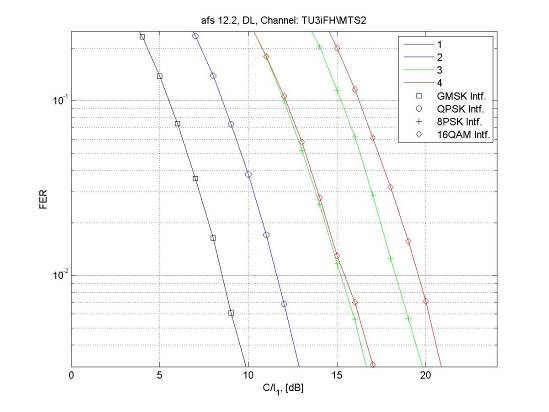 afs 12.2, DL, Channel: TU3iFH\MTS2
1
2
3
4
GMSK Intf.
QPSK Intf.
8PSK Intf.
16QAM Intf.
10^-1
FER
10^-2
0 5 10 15 20
C/I_1, [dB]